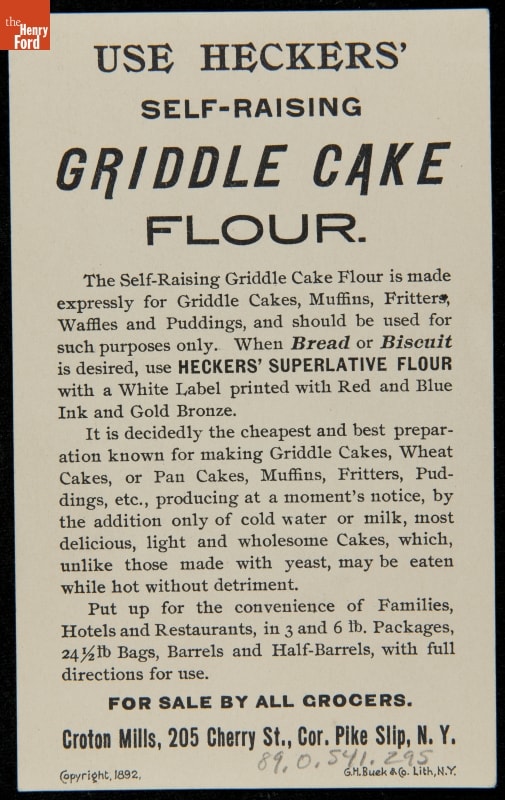 the
Henry
Ford
USE HECKERS'
SELF-RAISING
GRIDDLE CAKE
FLOUR.
The Self-Raising Griddle Cake Flour is made
expressly for Griddle Cakes, Muffins, Fritters,
Waffles and Puddings, and should be used for
such purposes only. When Bread or Biscuit
is desired, use HECKERS' SUPERLATIVE FLOUR
with a White Label printed with Red and Blue
Ink and Gold Bronze.
It is decidedly the cheapest and best prepar-
ation known for making Griddle Cakes, Wheat
Cakes, or Pan Cakes, Muffins, Fritters, Pud-
dings, etc., producing at a moment's notice, by
the addition only of cold water or milk, most
delicious, light and wholesome Cakes, which,
unlike those made with yeast, may be eaten
while hot without detriment.
Put up for the convenience of Families,
Hotels and Restaurants, in 3 and 6 lb. Packages,
24½ lb Bags, Barrels and Half-Barrels, with full
directions for use.
FOR SALE BY ALL GROCERS.
Croton Mills, 205 Cherry St., Cor. Pike Slip, N. Y.
89.0.541.295
Copyright, 1892.
G.H. Buek & Co. Lith, N.Y.